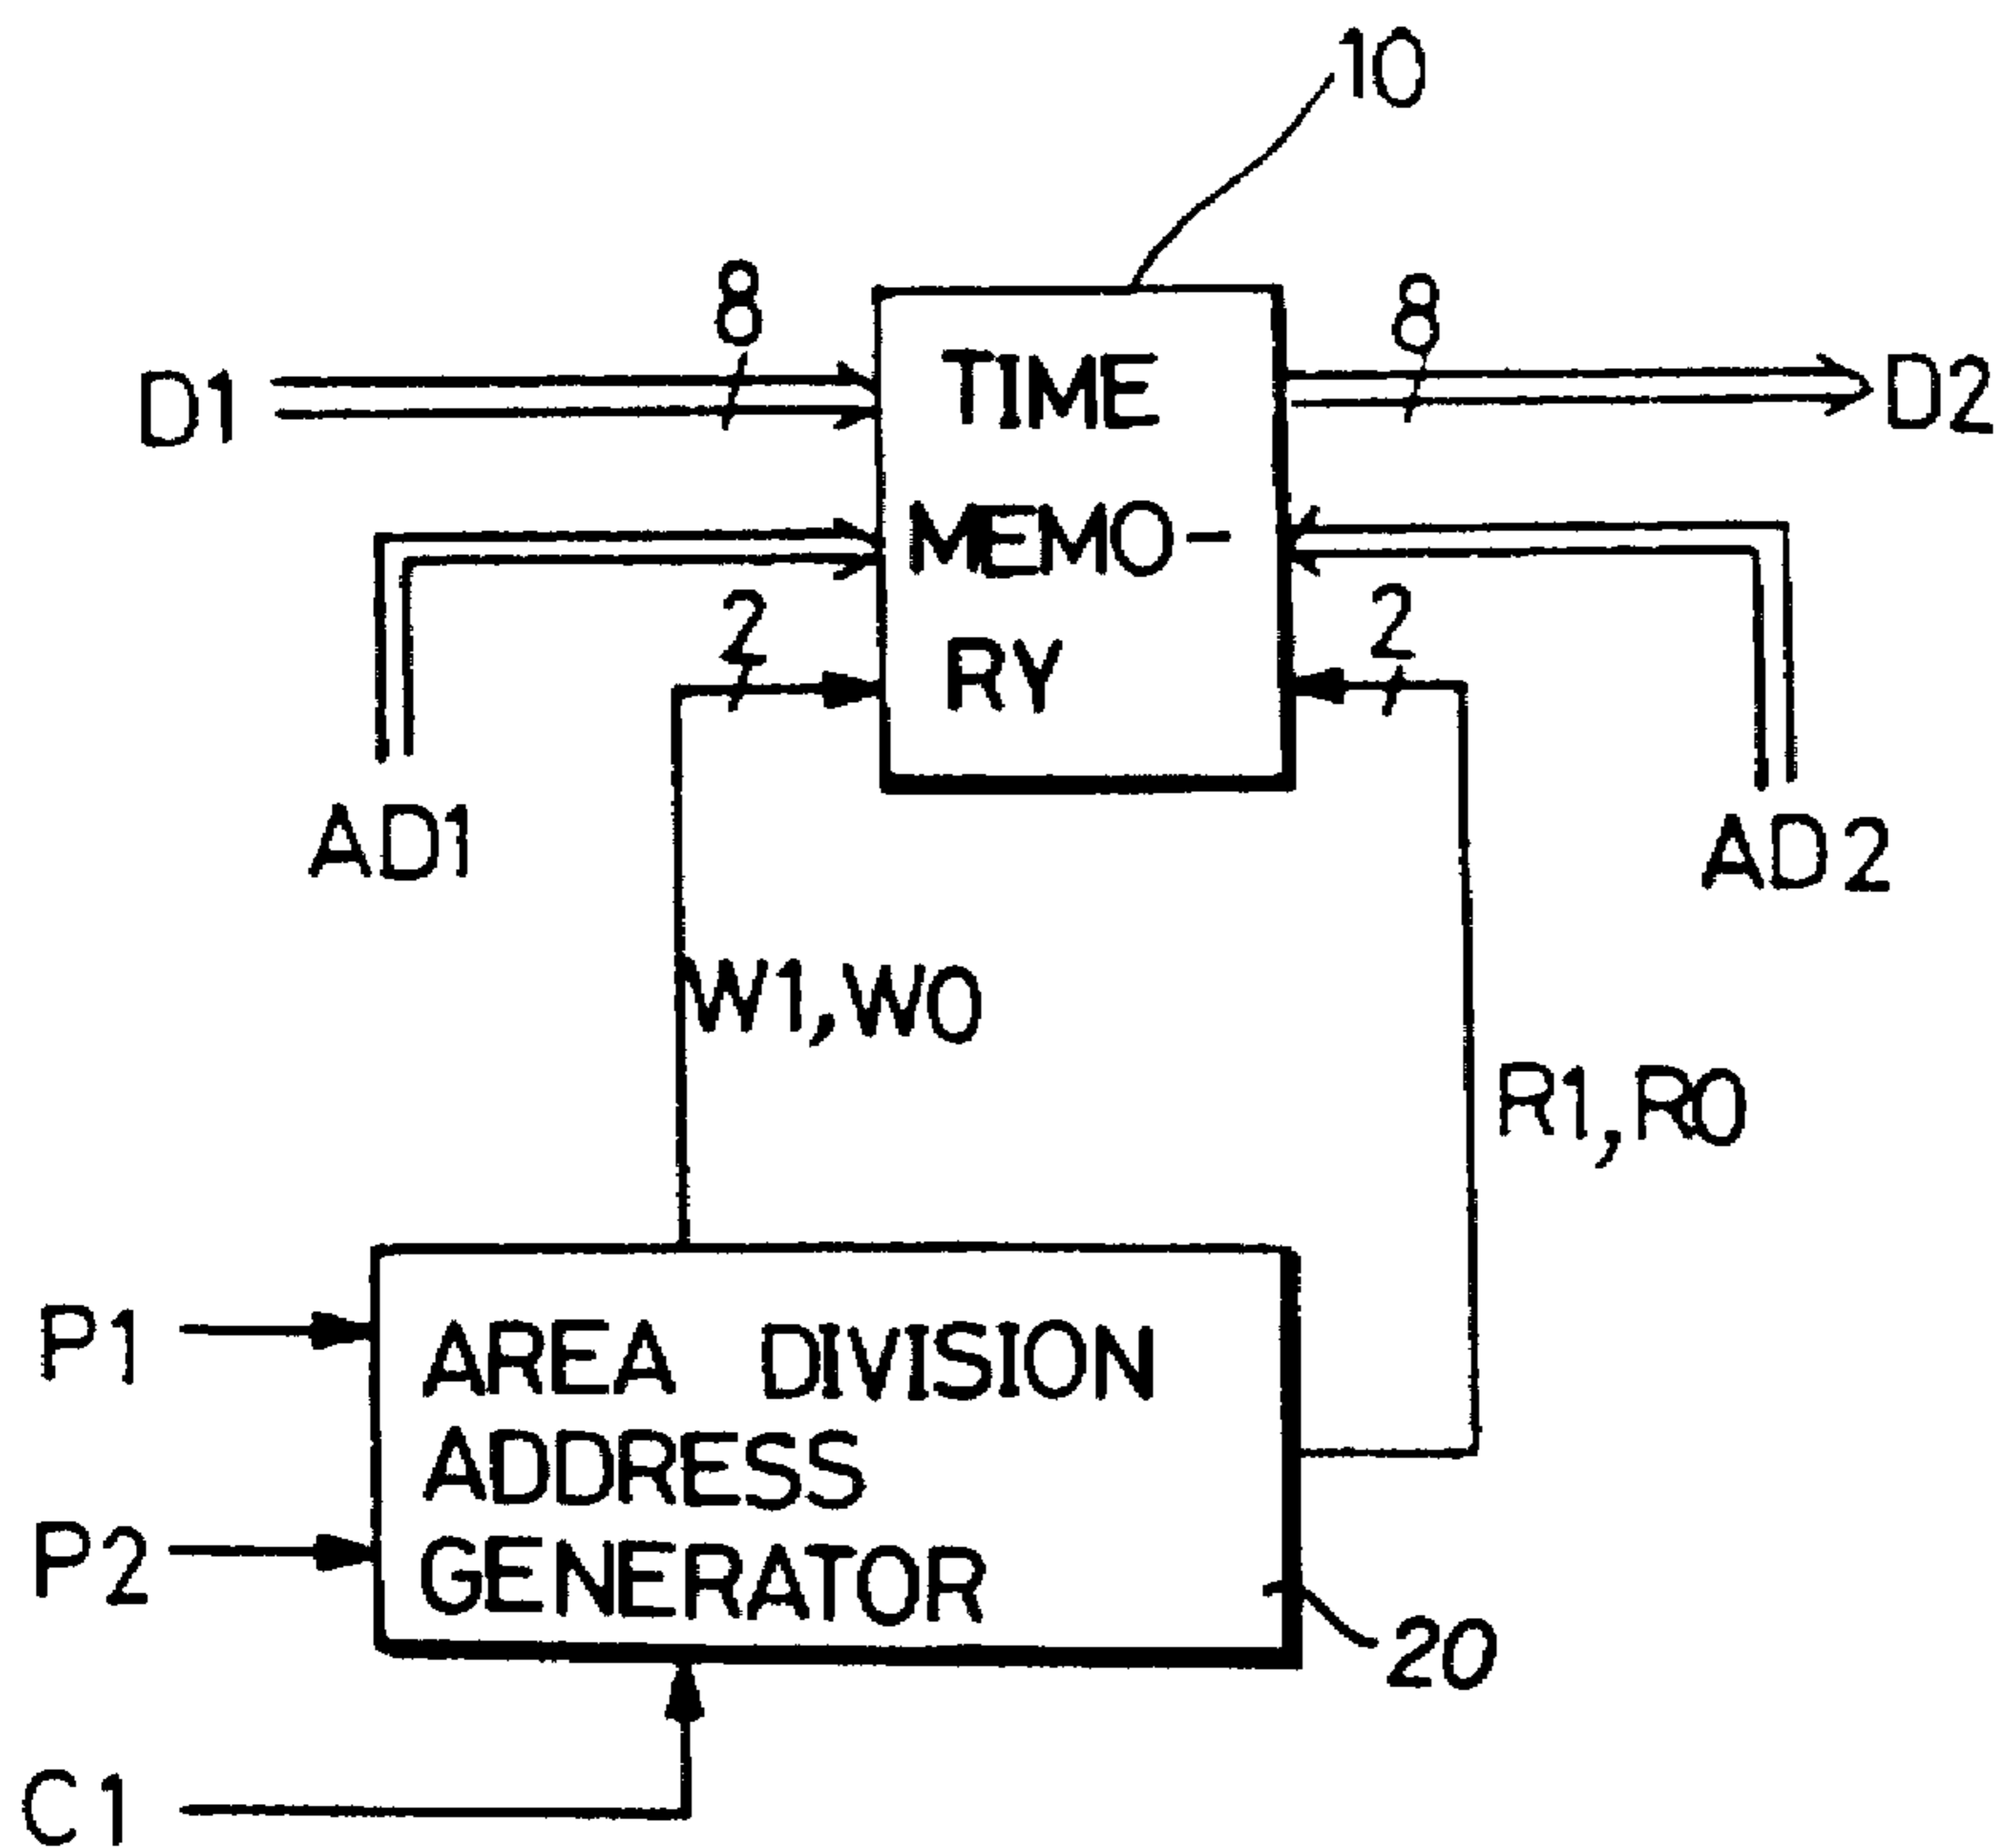 10
8
8
D1
TIME
D2
MEMO-
2
2
RY
AD1
AD2
W1,W0
R1,R0
P1
AREA DIVISION
ADDRESS
P2
GENERATOR
20
C1